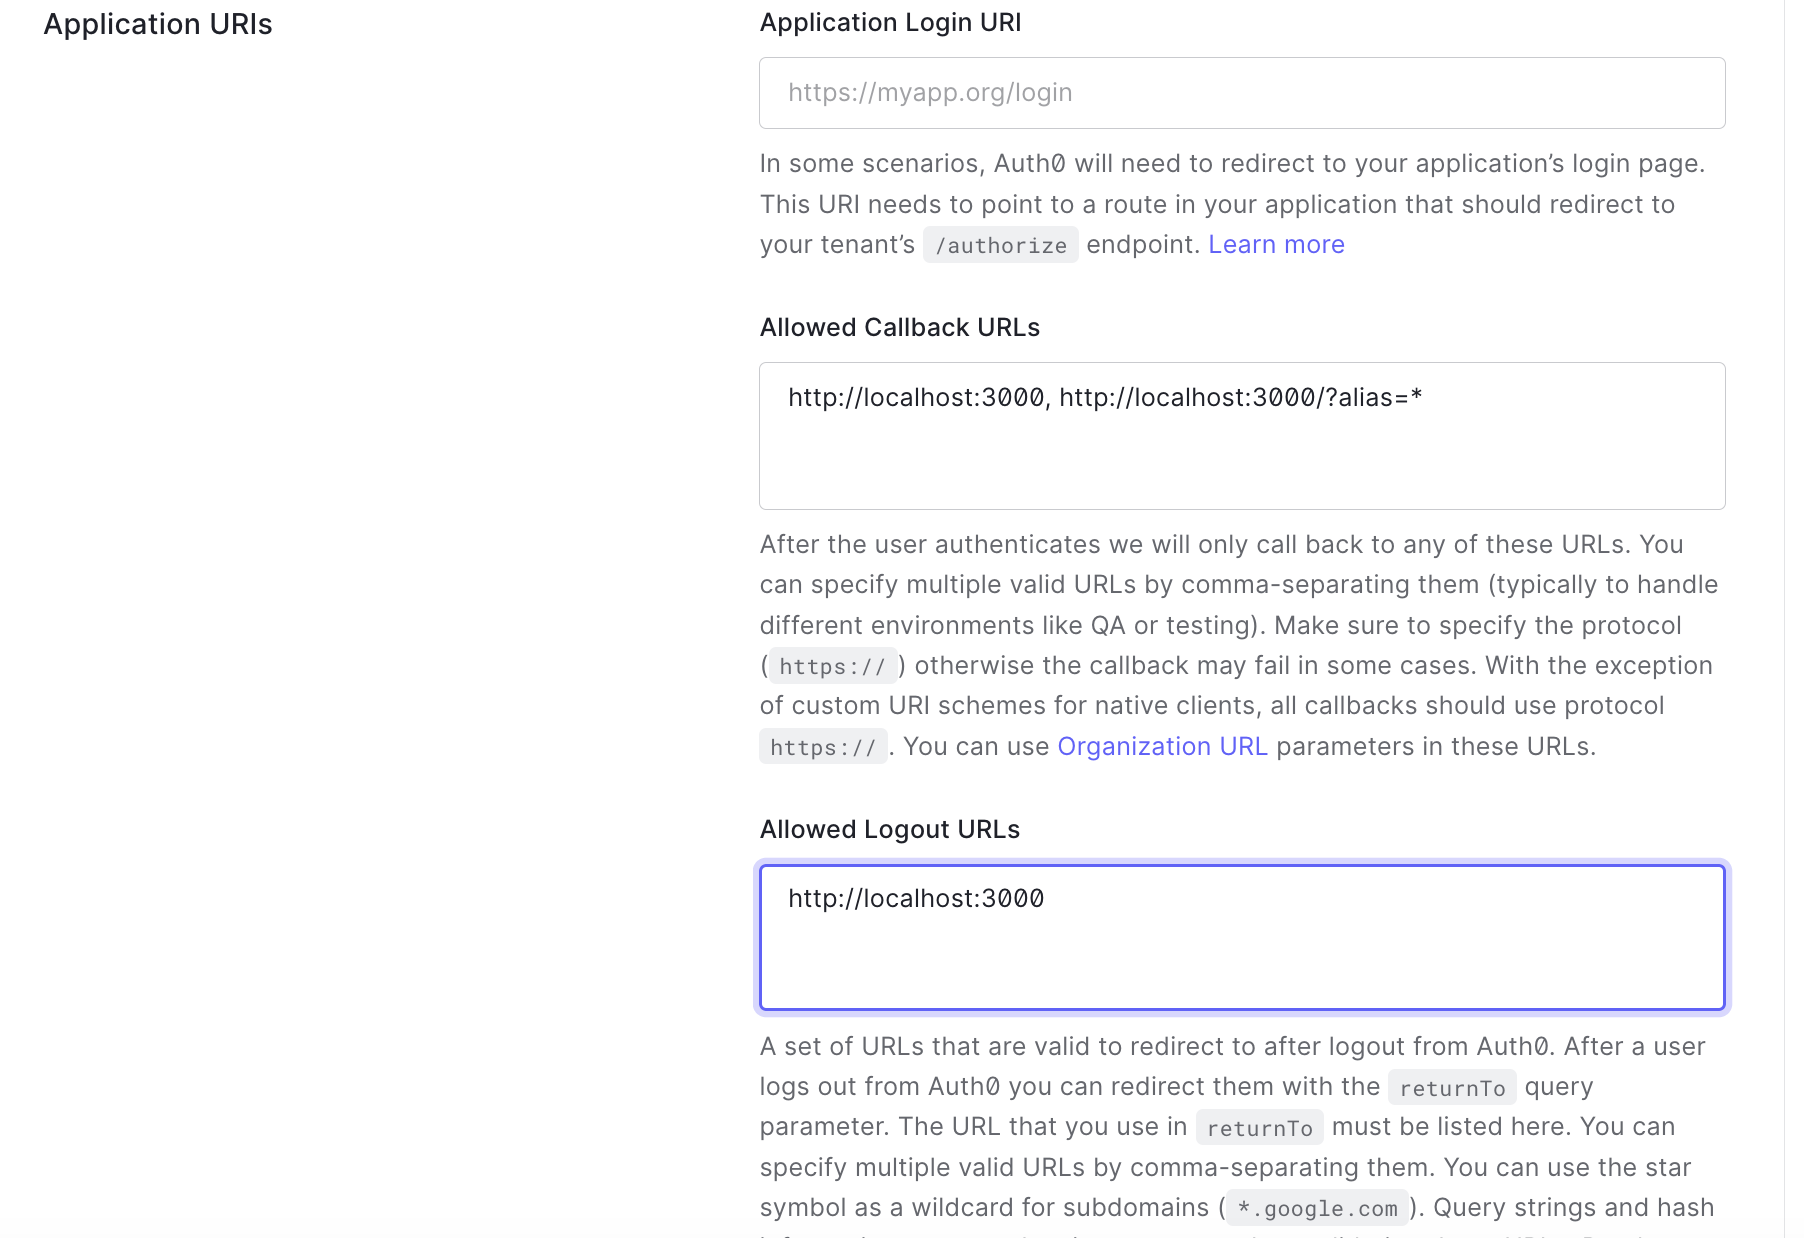 Application URIs
Application Login URI
https://myapp.org/login
In some scenarios, Auth0 will need to redirect to your application’s login page.
This URI needs to point to a route in your application that should redirect to
your tenant’s /authorize endpoint. Learn more
Allowed Callback URLs
http://localhost:3000, http://localhost:3000/?alias=*
After the user authenticates we will only call back to any of these URLs. You
can specify multiple valid URLs by comma-separating them (typically to handle
different environments like QA or testing). Make sure to specify the protocol
( https:// ) otherwise the callback may fail in some cases. With the exception
of custom URI schemes for native clients, all callbacks should use protocol
https:// . You can use Organization URL parameters in these URLs.
Allowed Logout URLs
http://localhost:3000
A set of URLs that are valid to redirect to after logout from Auth0. After a user
logs out from Auth0 you can redirect them with the returnTo query
parameter. The URL that you use in returnTo must be listed here. You can
specify multiple valid URLs by comma-separating them. You can use the star
symbol as a wildcard for subdomains ( *.google.com ). Query strings and hash